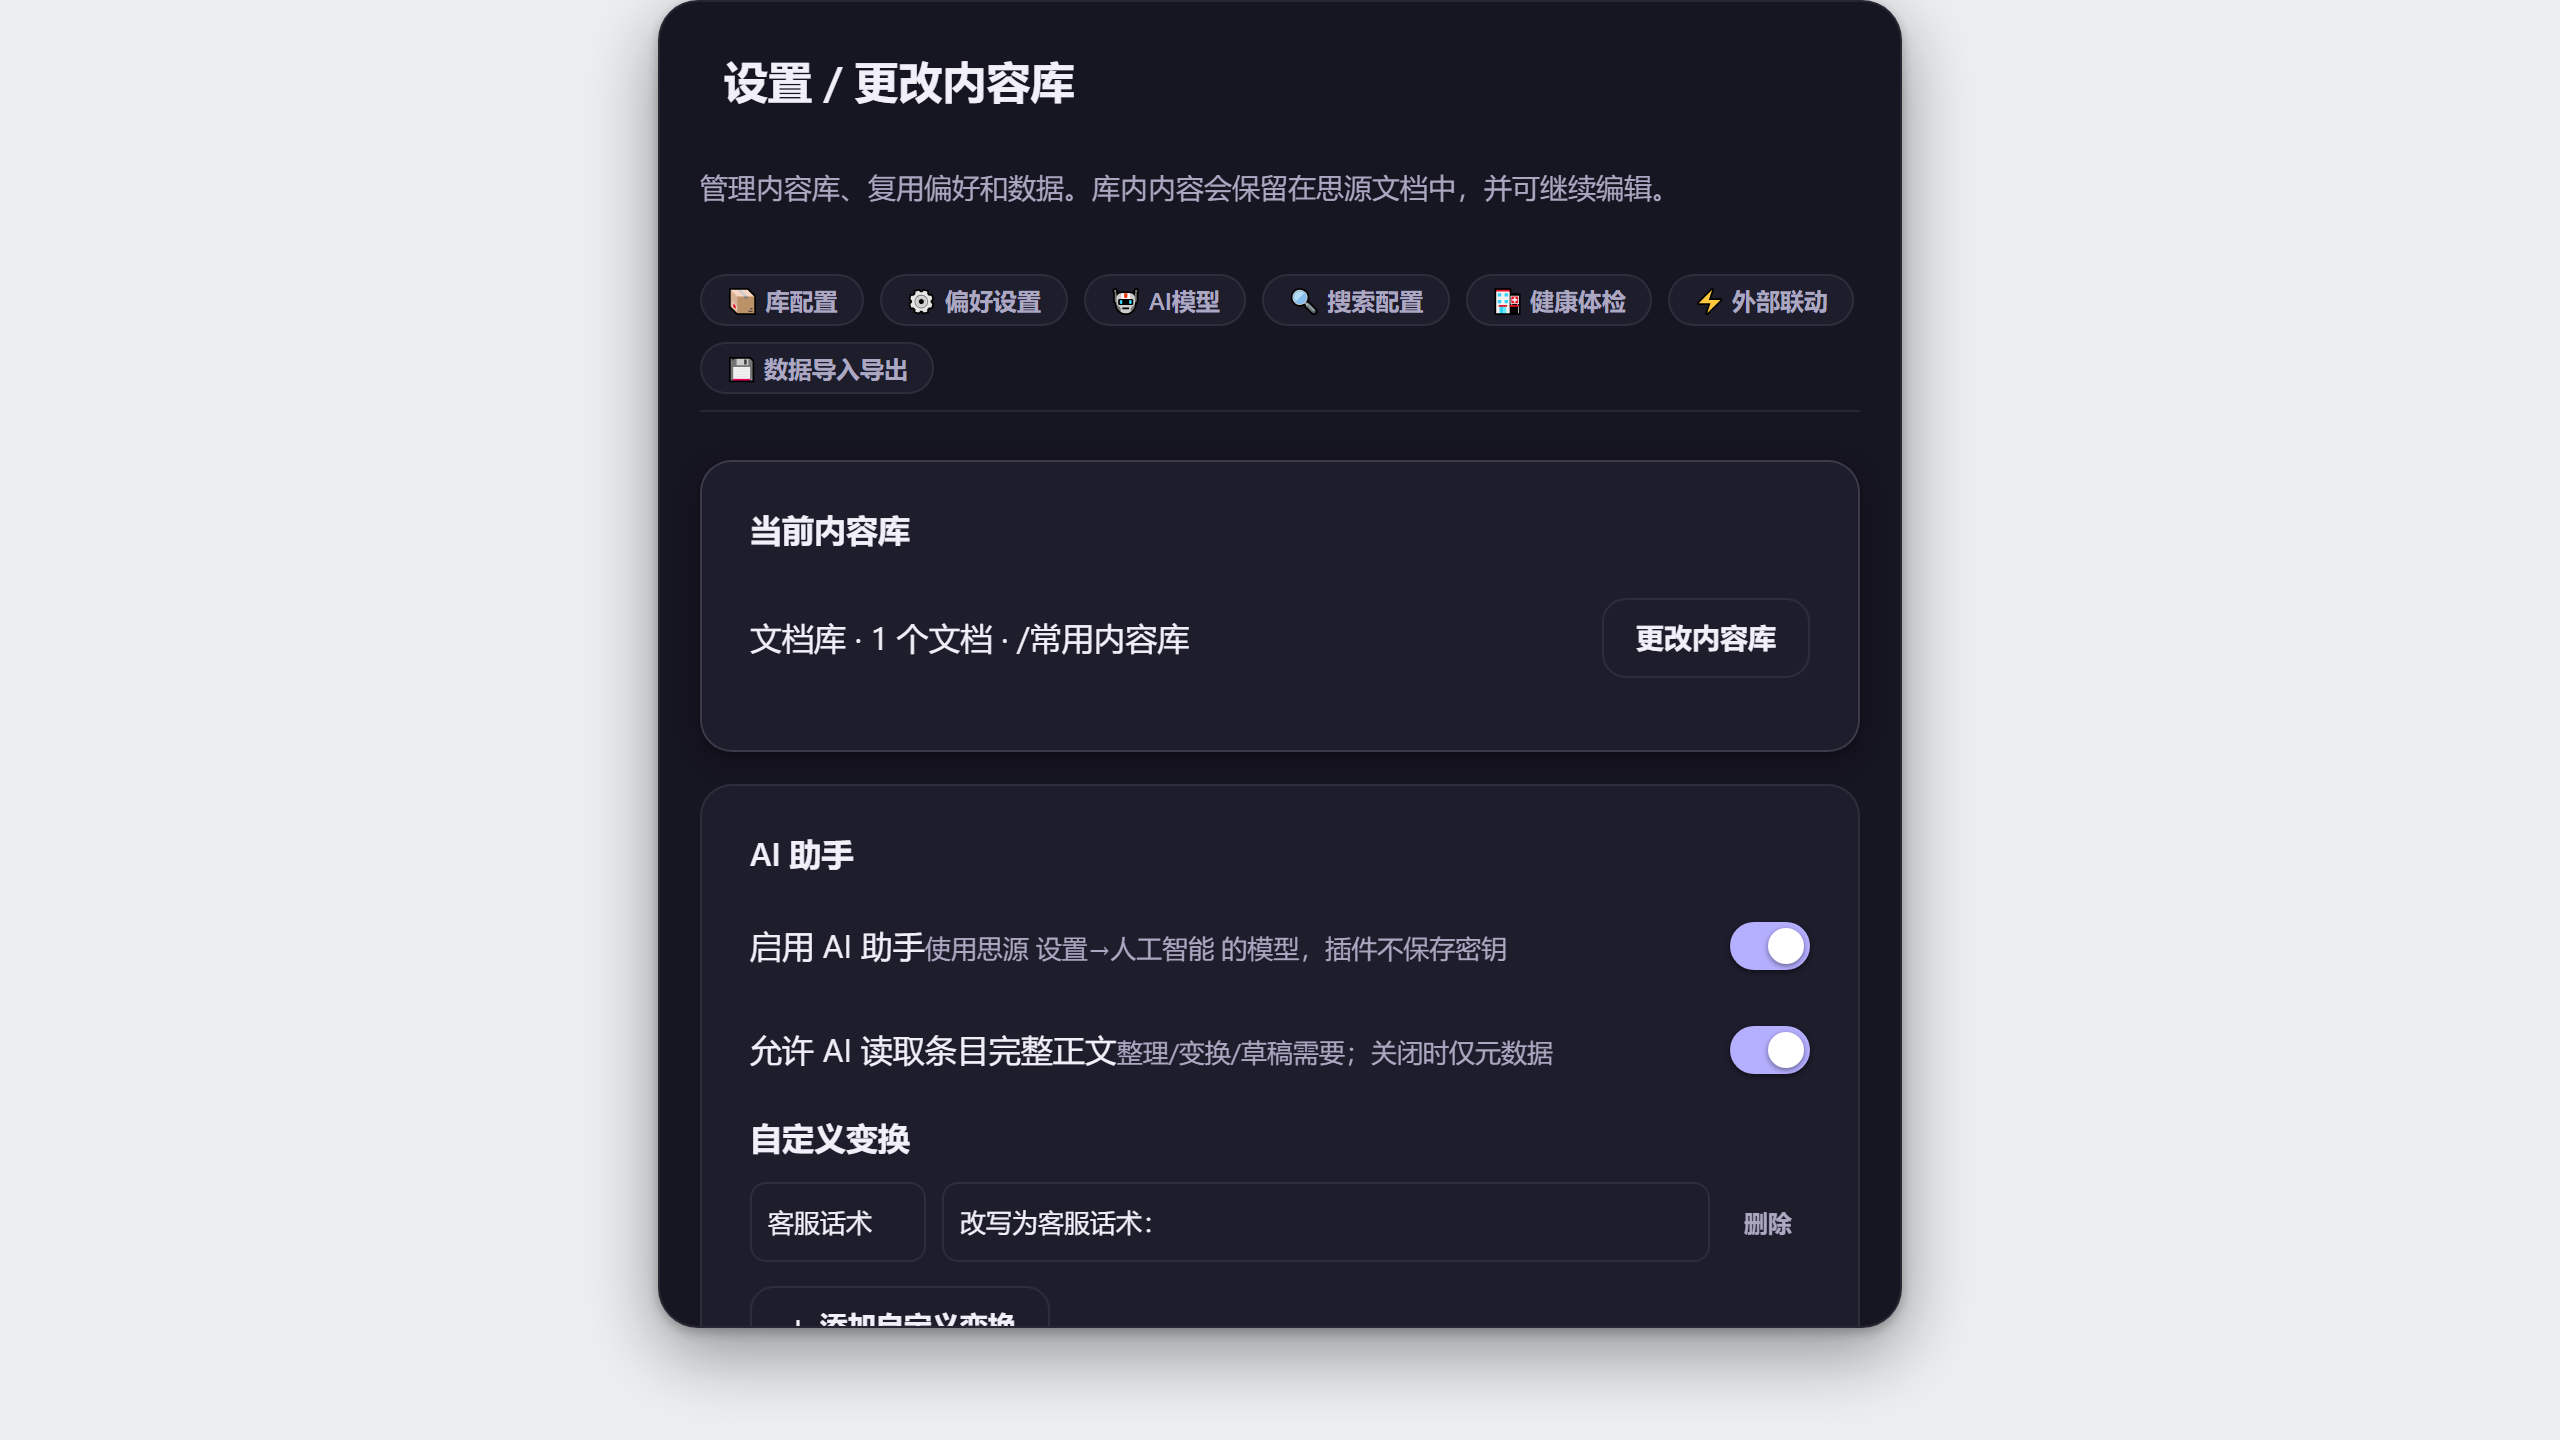 设置 / 更改内容库
管理内容库、复用偏好和数据。库内内容会保留在思源文档中，并可继续编辑。
库配置
偏好设置
AI模型
搜索配置
健康体检
外部联动
数据导入导出
当前内容库
文档库 · 1 个文档 · /常用内容库
更改内容库
AI 助手
启用 AI 助手使用思源 设置→人工智能 的模型，插件不保存密钥
允许 AI 读取条目完整正文整理/变换/草稿需要；关闭时仅元数据
自定义变换
客服话术
改写为客服话术：
删除
+ 添加自定义变换